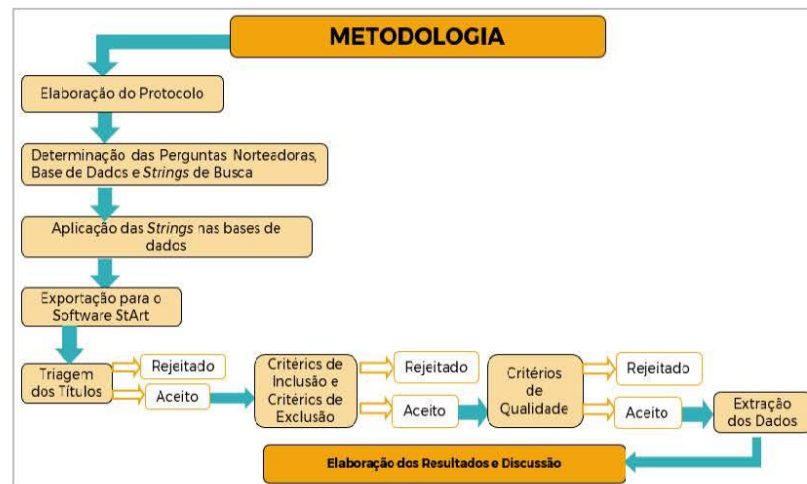 METODOLOGIA
Elaboração do Protocolo
Determinação das Perguntas Norteadoras,
Base de Dados e Strings de Busca
Aplicação das Strings nas bases de
dados
Exportação para o
Software StArt
Triagem
dos Títulos
Rejeitado
Aceito
Critérics de
Inclusão e
Critérics de
Exclusão
Rejeitado
Aceito
Critérios
de
Qualidade
Rejeitado
Aceito
Extração
dos Dados
Elaboração dos Resultados e Discussão